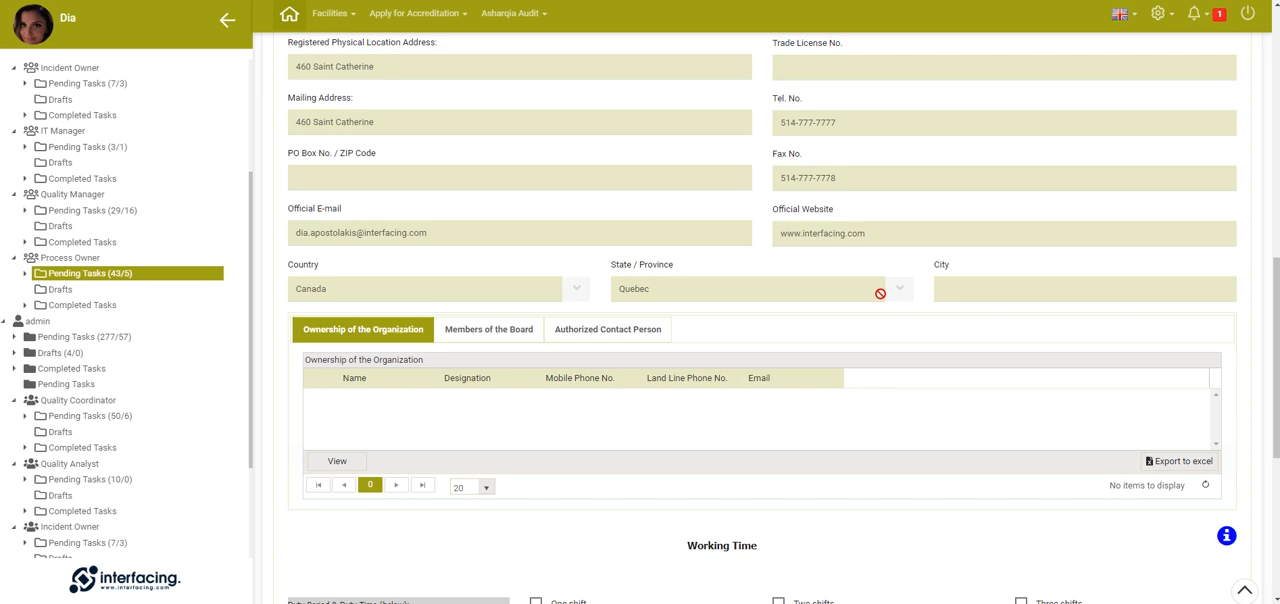 Dia
Facilities
Apply for Accreditation
Asharqia Audit
1
Incident Owner
Pending Tasks (7/3)
Drafts
Completed Tasks
IT Manager
Pending Tasks (3/1)
Drafts
Completed Tasks
Quality Manager
Pending Tasks (29/16)
Drafts
Completed Tasks
Process Owner
Pending Tasks (43/5)
Drafts
Completed Tasks
admin
Pending Tasks (277/57)
Drafts (4/0)
Completed Tasks
Pending Tasks
Quality Coordinator
Pending Tasks (50/6)
Drafts
Completed Tasks
Quality Analyst
Pending Tasks (10/0)
Drafts
Completed Tasks
Incident Owner
Pending Tasks (7/3)
Drafts
interfacing.
www.interfacing.com
Registered Physical Location Address:
460 Saint Catherine
Trade License No.
Mailing Address:
460 Saint Catherine
Tel. No.
514-777-7777
PO Box No. / ZIP Code
Fax No.
514-777-7778
Official E-mail
dia.apostolakis@interfacing.com
Official Website
www.interfacing.com
Country
Canada
State / Province
Quebec
City
Ownership of the Organization
Members of the Board
Authorized Contact Person
Ownership of the Organization
Name
Designation
Mobile Phone No.
Land Line Phone No.
Email
View
Export to excel
0
20
No items to display
Working Time
Duty Period & Duty Time (below):
One shift
Two shifts
Three shifts